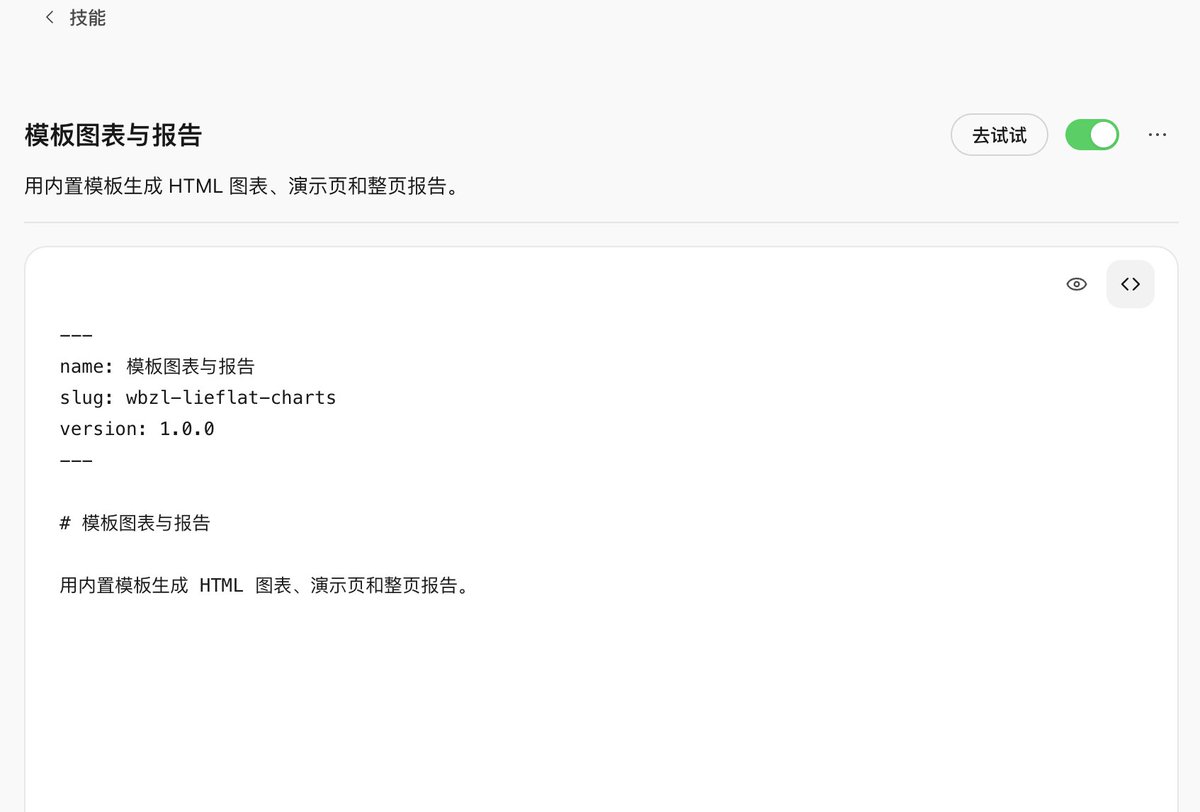 技能
模板图表与报告
去试试
用内置模板生成 HTML 图表、演示页和整页报告。
---
name: 模板图表与报告
slug: wbzl-lieflat-charts
version: 1.0.0
---
# 模板图表与报告
用内置模板生成 HTML 图表、演示页和整页报告。